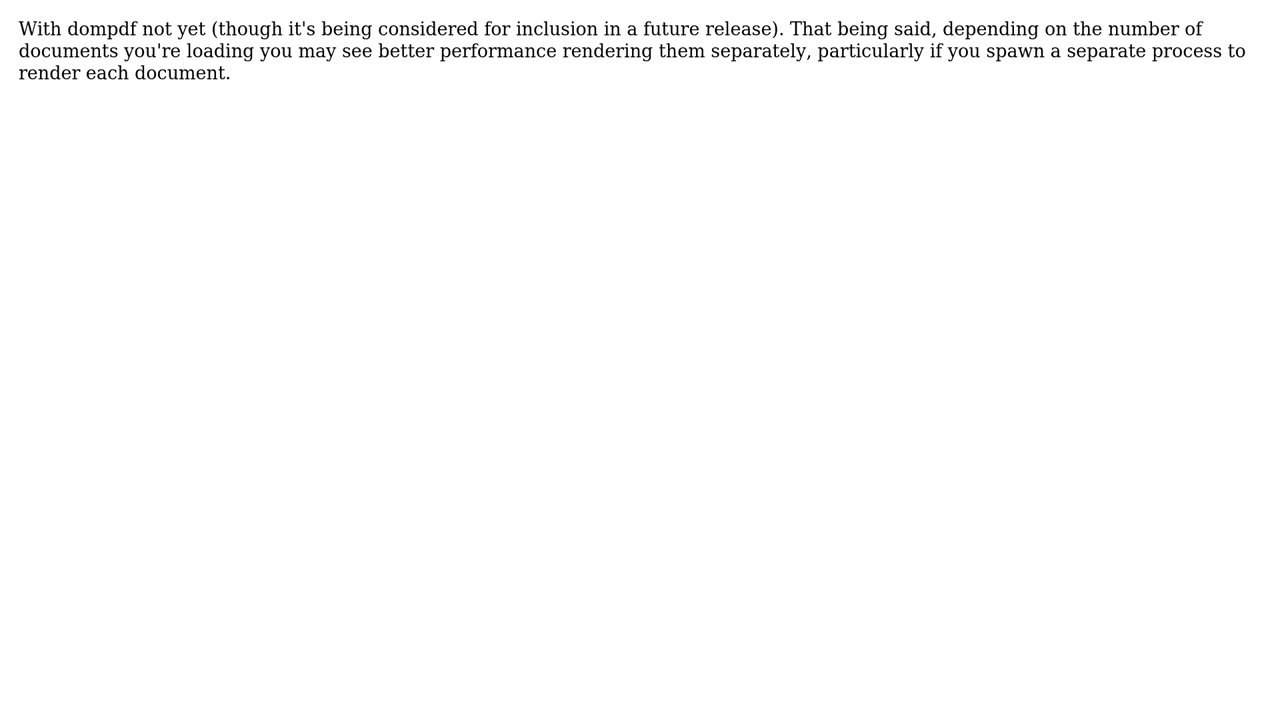 With dompdf not yet (though it's being considered for inclusion in a future release). That being said, depending on the number of
documents you're loading you may see better performance rendering them separately, particularly if you spawn a separate process to
render each document.